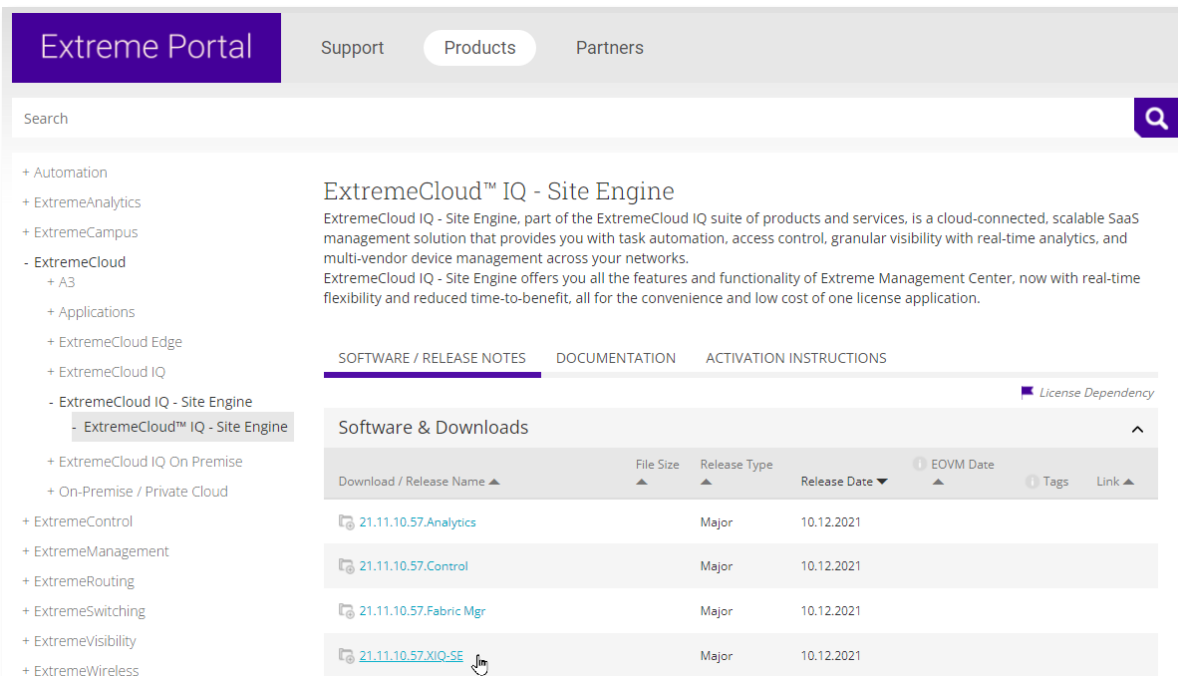 Extreme Portal
Support
Products
Partners
Search
+ Automation
+ ExtremeAnalytics
+ ExtremeCampus
- ExtremeCloud
+ A3
+ Applications
+ ExtremeCloud Edge
+ ExtremeCloud IQ
- ExtremeCloud IQ - Site Engine
- ExtremeCloud™ IQ - Site Engine
+ ExtremeCloud IQ On Premise
+ On-Premise / Private Cloud
+ ExtremeControl
+ ExtremeManagement
+ ExtremeRouting
+ ExtremeSwitching
+ ExtremeVisibility
+ ExtremeWireless
ExtremeCloud™ IQ - Site Engine
ExtremeCloud IQ - Site Engine, part of the ExtremeCloud IQ suite of products and services, is a cloud-connected, scalable SaaS
management solution that provides you with task automation, access control, granular visibility with real-time analytics, and
multi-vendor device management across your networks.
ExtremeCloud IQ - Site Engine offers you all the features and functionality of Extreme Management Center, now with real-time
flexibility and reduced time-to-benefit, all for the convenience and low cost of one license application.
SOFTWARE / RELEASE NOTES
DOCUMENTATION
ACTIVATION INSTRUCTIONS
License Dependency
Software & Downloads
Download / Release Name
File Size
Release Type
Release Date
EOVM Date
Tags
Link
21.11.10.57.Analytics Major 10.12.2021
21.11.10.57.Control Major 10.12.2021
21.11.10.57.Fabric Mgr Major 10.12.2021
21.11.10.57.XIQ-SE Major 10.12.2021